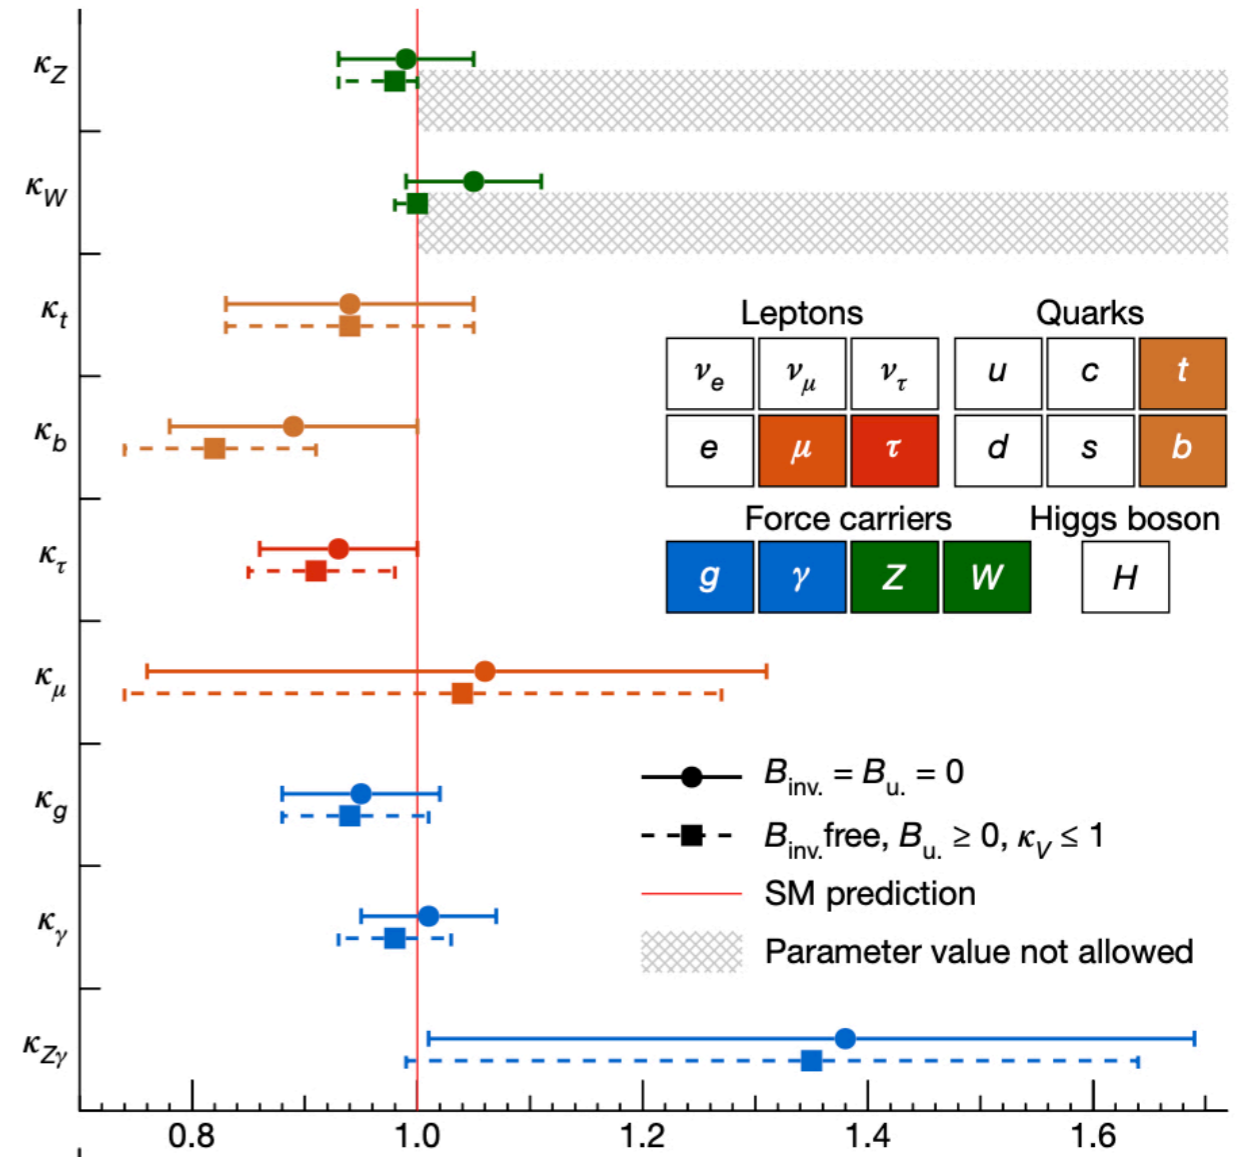 κZ
κW
κt
κb
κτ
κμ
κg
κγ
κZγ
Leptons
Quarks
νe νμ ντ u c t
e μ τ d s b
Force carriers
Higgs boson
g γ Z W H
Binv. = Bu. = 0
Binv.free, Bu. ≥ 0, κV ≤ 1
SM prediction
Parameter value not allowed
0.8 1.0 1.2 1.4 1.6